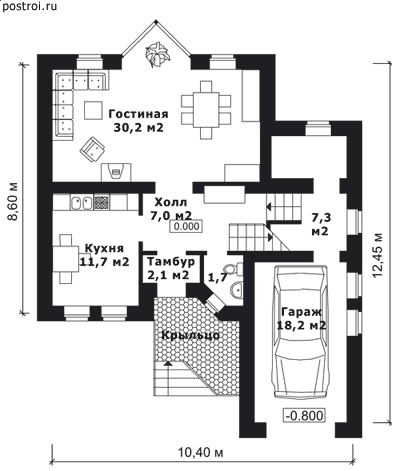 postroi.ru
Гостиная
30,2 м2
8,60 м
Холл
7,0 м2
0.000
7,3
м2
12,45 м
Кухня
11,7 м2
Тамбур
2,1 м2
1,7
Гараж
18,2 м2
Крыльцо
-0.800
10,40 м